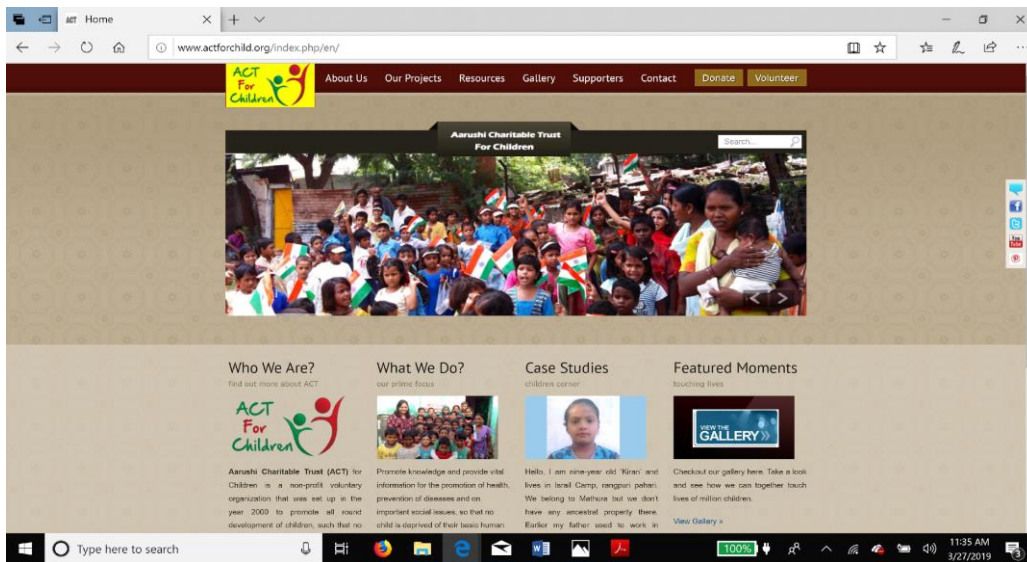 ACT Home
www.actforchild.org/index.php/en/
ACT
For
Children
About Us Our Projects Resources Gallery Supporters Contact Donate Volunteer
Aarushi Charitable Trust
For Children
Search...
You
Tube
Who We Are?
find out more about ACT
ACT
For
Children
Aarushi Charitable Trust (ACT) for
Children is a non-profit voluntary
organization that was set up in the
year 2000 to promote all round
development of children, such that no
What We Do?
our prime focus
Promote knowledge and provide vital
information for the promotion of health,
prevention of diseases and on
important social issues, so that no
child is deprived of their basic human
Case Studies
children corner
Hello, I am nine-year old 'Kiran' and
lives in Israil Camp, rangpuri pahari.
We belong to Mathura but we don't
have any ancestral property there.
Earlier my father used to work in
Featured Moments
touching lives
VIEW THE
GALLERY »
Checkout our gallery here. Take a look
and see how we can together touch
lives of million children.
View Gallery »
Type here to search
100%
11:35 AM
3/27/2019
3